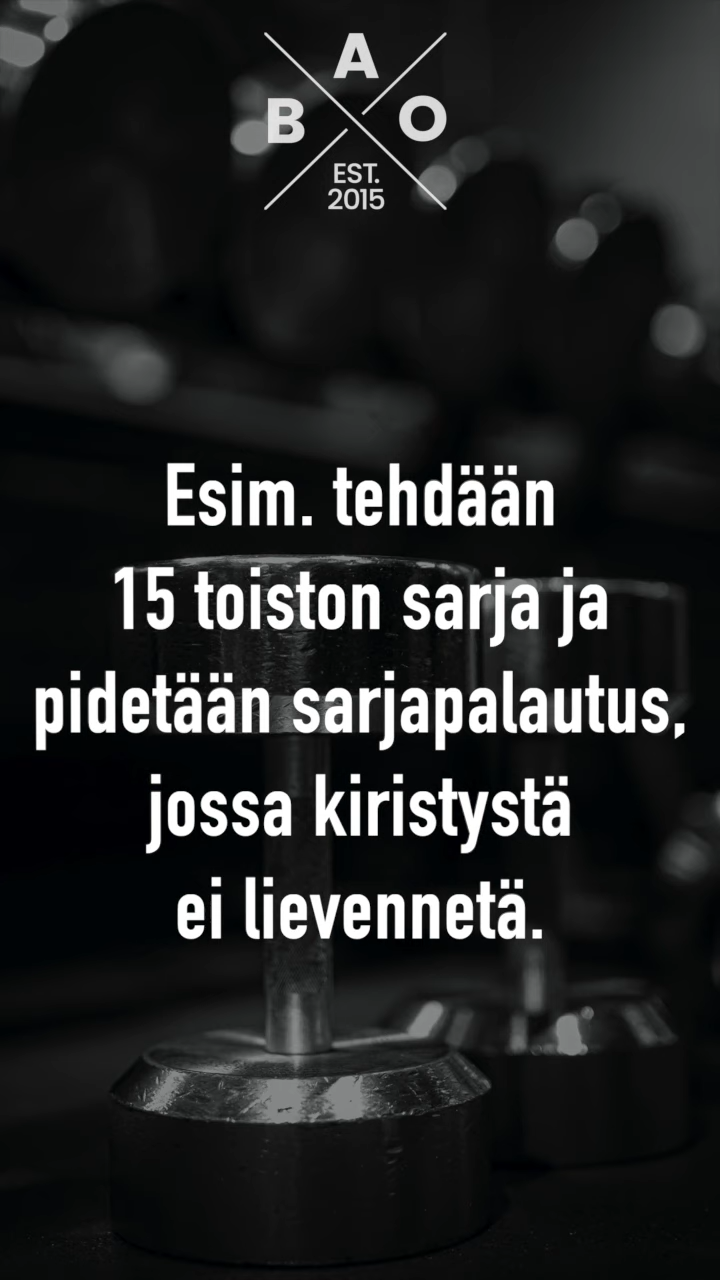 A
B O
EST.
2015
Esim. tehdään
15 toiston sarja ja
pidetään sarjapalautus,
jossa kiristystä
ei lievennetä.